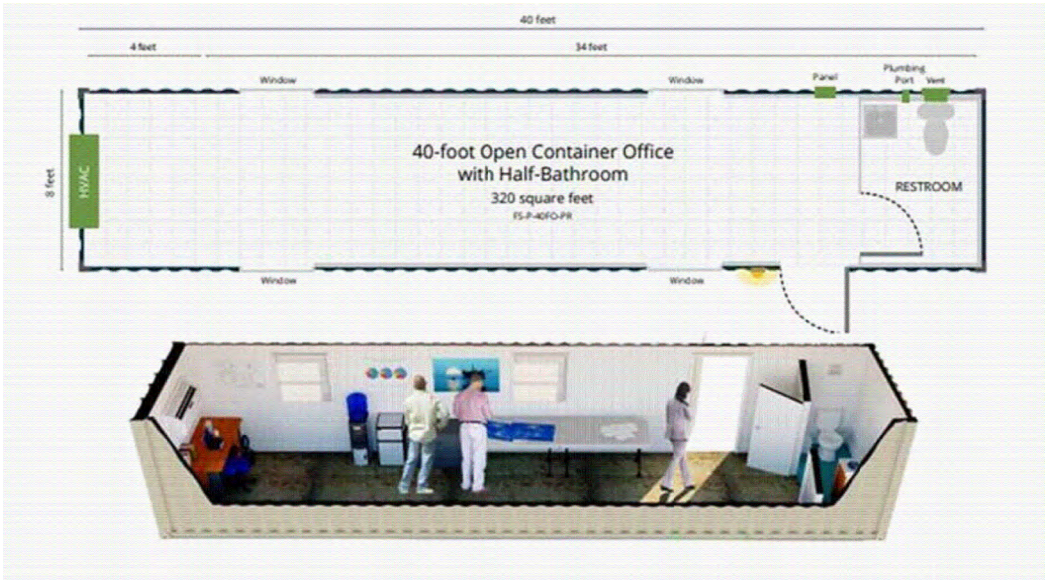 40 feet
4 feet
34 feet
Window
Window
Panel
Plumbing
Port
Vent
8 feet
HVAC
40-foot Open Container Office
with Half-Bathroom
320 square feet
FS-P-40FO-PR
RESTROOM
Window
Window